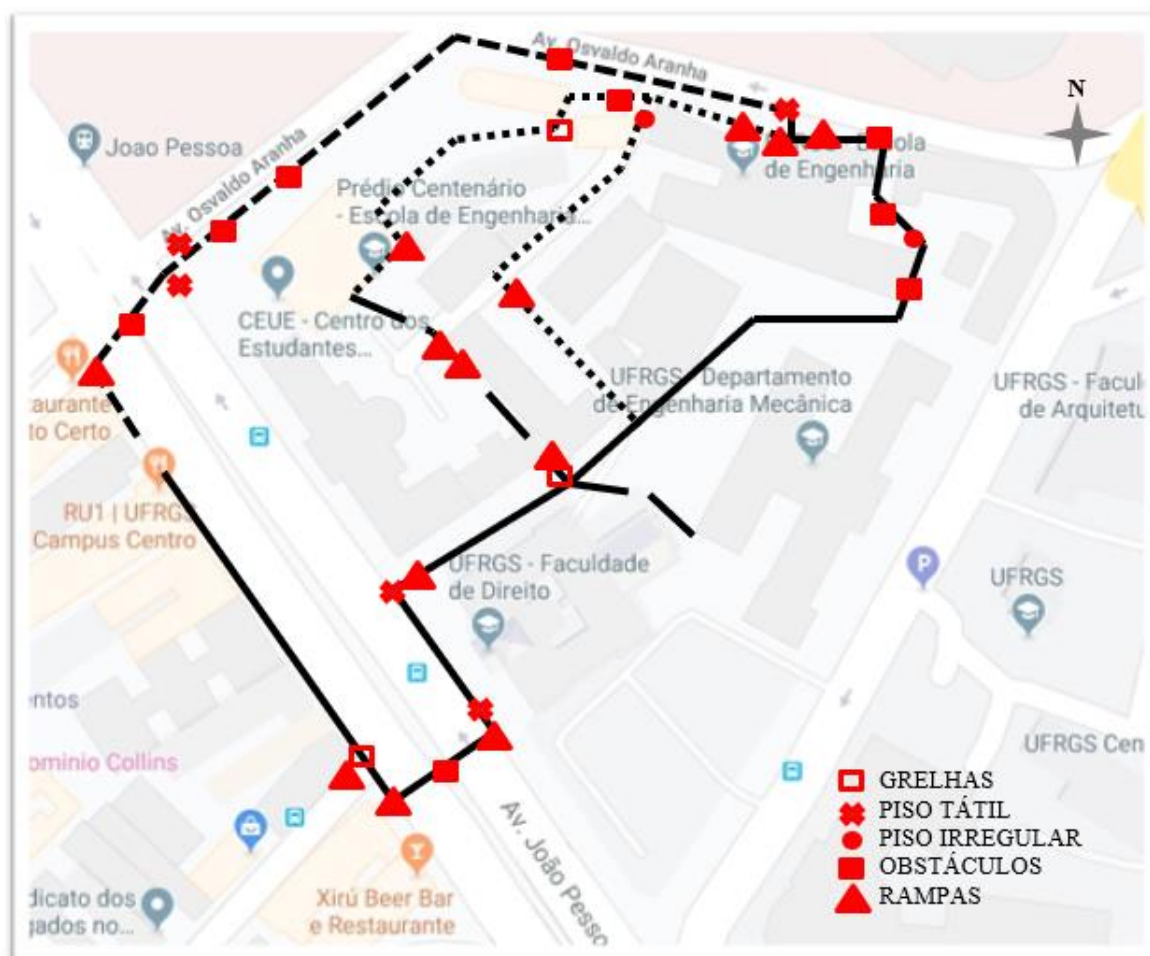 Av. Osvaldo Aranha
N
Joao Pessoa
Av. Osvaldo Aranha
Escola
de Engenharia
Prédio Centenário
- Escola de Engenharia...
CEUE - Centro dos
Estudantes...
UFRGS - Departamento
de Engenharia Mecânica
UFRGS - Facul
de Arquitetu
taurante
to Certo
RU1 | UFRGS
Campus Centro
UFRGS - Faculdade
de Direito
P
UFRGS
entos
omínio Collins
UFRGS Cen
GRELHAS
PISO TÁTIL
PISO IRREGULAR
OBSTÁCULOS
RAMPAS
Av. João Pesso
Xirú Beer Bar
e Restaurante
dicato dos
gados no...